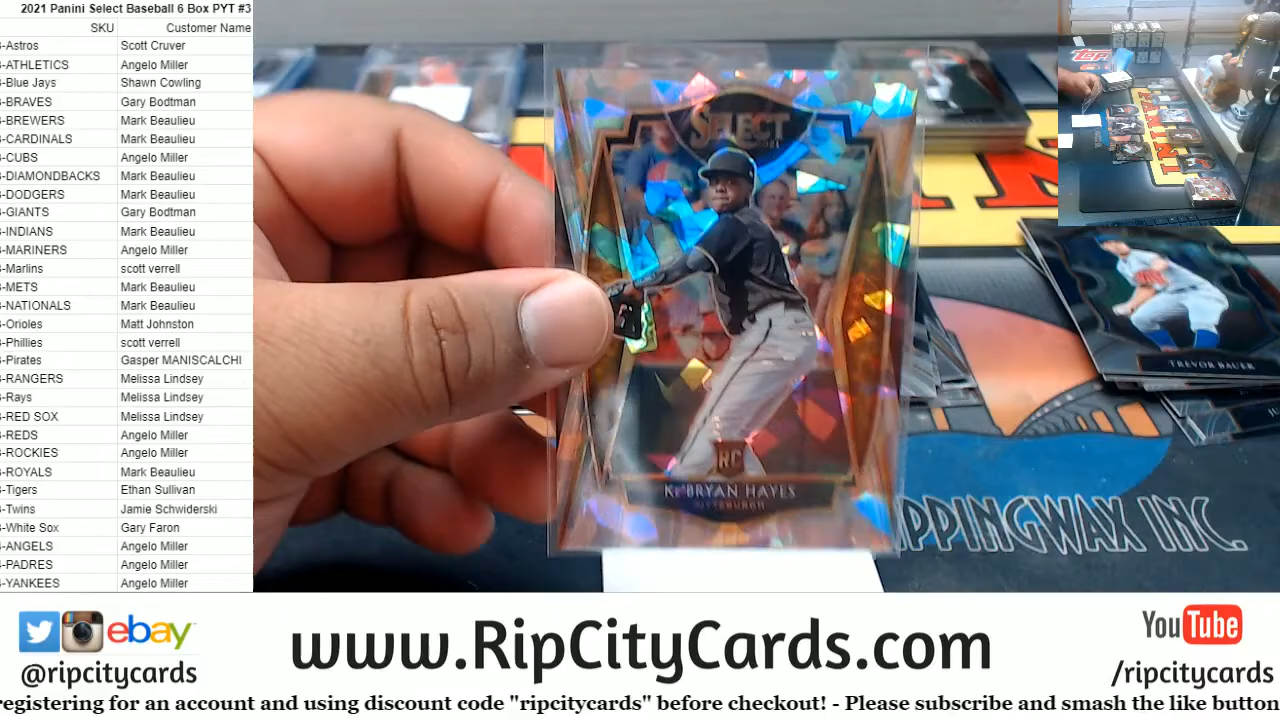 2021 Panini Select Baseball 6 Box PYT #3
SKU Customer Name
-Astros Scott Cruver
-ATHLETICS Angelo Miller
-Blue Jays Shawn Cowling
-BRAVES Gary Bodtman
-BREWERS Mark Beaulieu
-CARDINALS Mark Beaulieu
-CUBS Angelo Miller
-DIAMONDBACKS Mark Beaulieu
-DODGERS Mark Beaulieu
-GIANTS Gary Bodtman
-INDIANS Mark Beaulieu
-MARINERS Angelo Miller
-Marlins scott verrell
-METS Mark Beaulieu
-NATIONALS Mark Beaulieu
-Orioles Matt Johnston
-Phillies scott verrell
-Pirates Gasper MANISCALCHI
-RANGERS Melissa Lindsey
-Rays Melissa Lindsey
-RED SOX Melissa Lindsey
-REDS Angelo Miller
-ROCKIES Angelo Miller
-ROYALS Mark Beaulieu
-Tigers Ethan Sullivan
-Twins Jamie Schwiderski
-White Sox Gary Faron
-ANGELS Angelo Miller
-PADRES Angelo Miller
-YANKEES Angelo Miller
SELECT
RC
KE'BRYAN HAYES
PITTSBURGH
TREVOR BAUER
PPINGWAX INC.
TOPPS
PANINI
ebay
@ripcitycards
www.RipCityCards.com
YouTube
/ripcitycards
registering for an account and using discount code "ripcitycards" before checkout! - Please subscribe and smash the like button